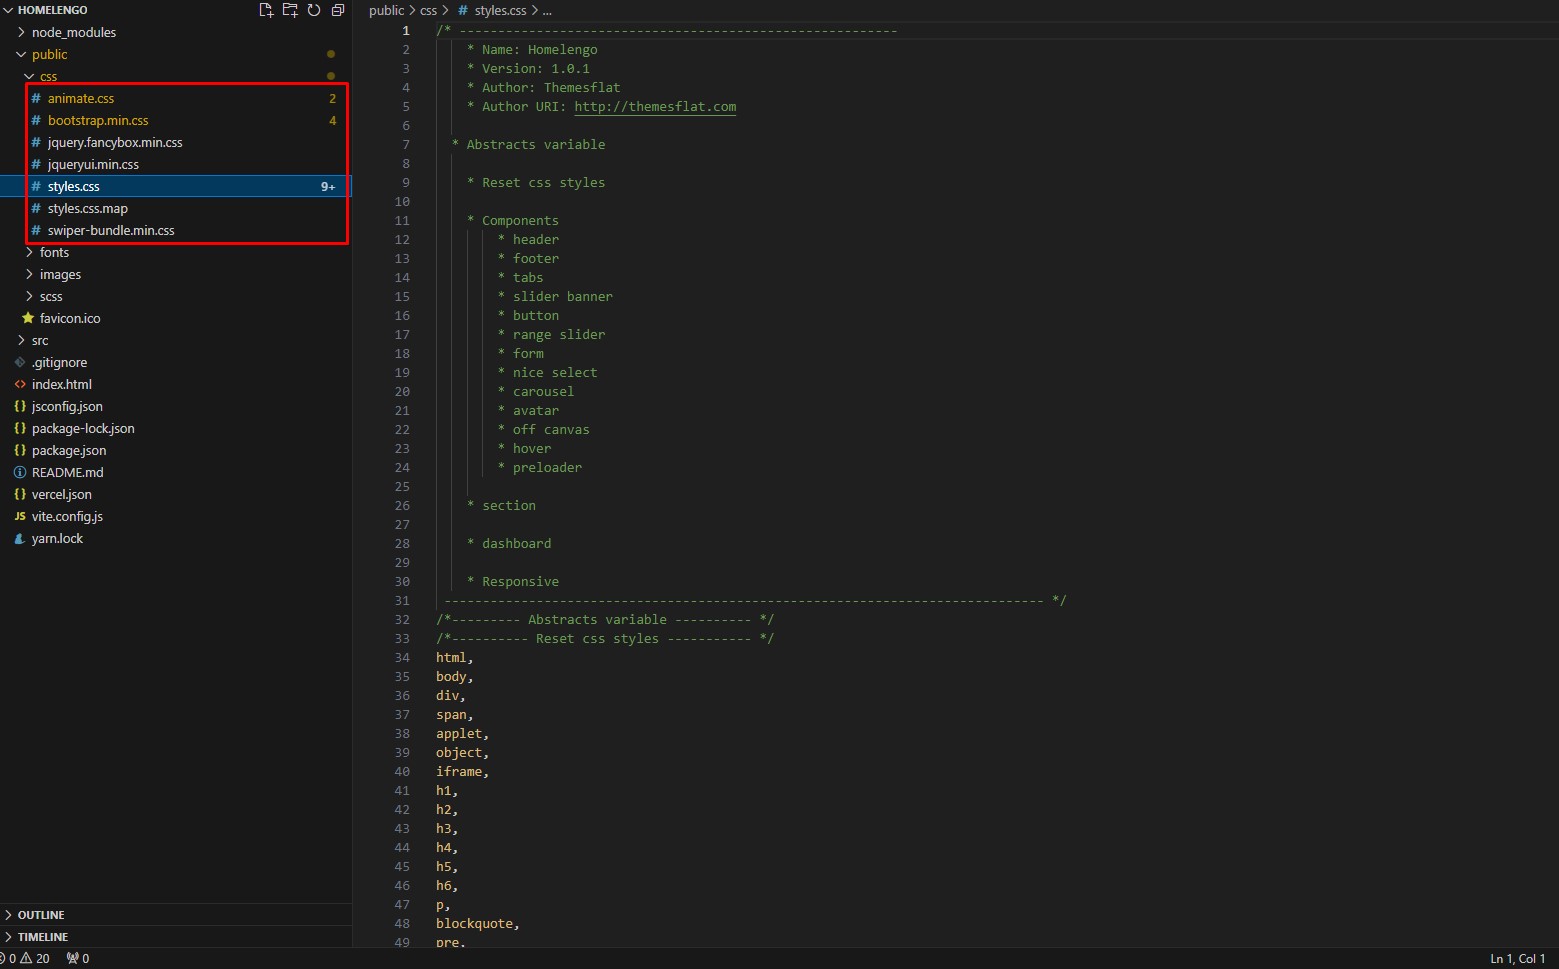 HOMELENGO
node_modules
public
css
# animate.css 2
# bootstrap.min.css 4
# jquery.fancybox.min.css
# jqueryui.min.css
# styles.css 9+
# styles.css.map
# swiper-bundle.min.css
fonts
images
scss
favicon.ico
src
.gitignore
<> index.html
{} jsconfig.json
{} package-lock.json
{} package.json
README.md
{} vercel.json
JS vite.config.js
yarn.lock
OUTLINE
TIMELINE
0 20 0
public > css > # styles.css > ...
1 /* ---------------------------------------------------------
2 * Name: Homelengo
3 * Version: 1.0.1
4 * Author: Themesflat
5 * Author URI: http://themesflat.com
6
7 * Abstracts variable
8
9 * Reset css styles
10
11 * Components
12 * header
13 * footer
14 * tabs
15 * slider banner
16 * button
17 * range slider
18 * form
19 * nice select
20 * carousel
21 * avatar
22 * off canvas
23 * hover
24 * preloader
25
26 * section
27
28 * dashboard
29
30 * Responsive
31 ------------------------------------------------------------------------------ */
32 /*--------- Abstracts variable ---------- */
33 /*---------- Reset css styles ----------- */
34 html,
35 body,
36 div,
37 span,
38 applet,
39 object,
40 iframe,
41 h1,
42 h2,
43 h3,
44 h4,
45 h5,
46 h6,
47 p,
48 blockquote,
49 pre,
Ln 1, Col 1